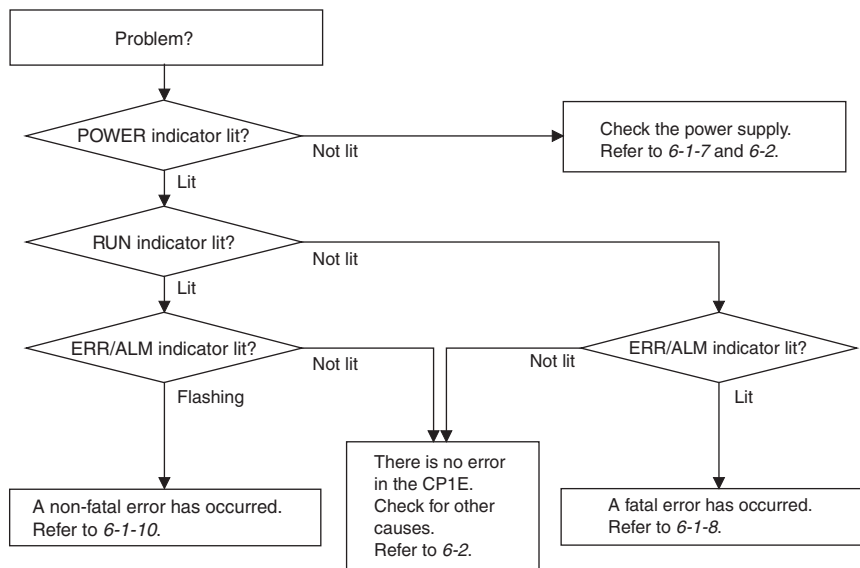 Problem?
POWER indicator lit?
Not lit
Check the power supply.
Refer to 6-1-7 and 6-2.
Lit
RUN indicator lit?
Not lit
Lit
ERR/ALM indicator lit?
Not lit
Flashing
Not lit
ERR/ALM indicator lit?
Lit
A non-fatal error has occurred.
Refer to 6-1-10.
There is no error
in the CP1E.
Check for other
causes.
Refer to 6-2.
A fatal error has occurred.
Refer to 6-1-8.